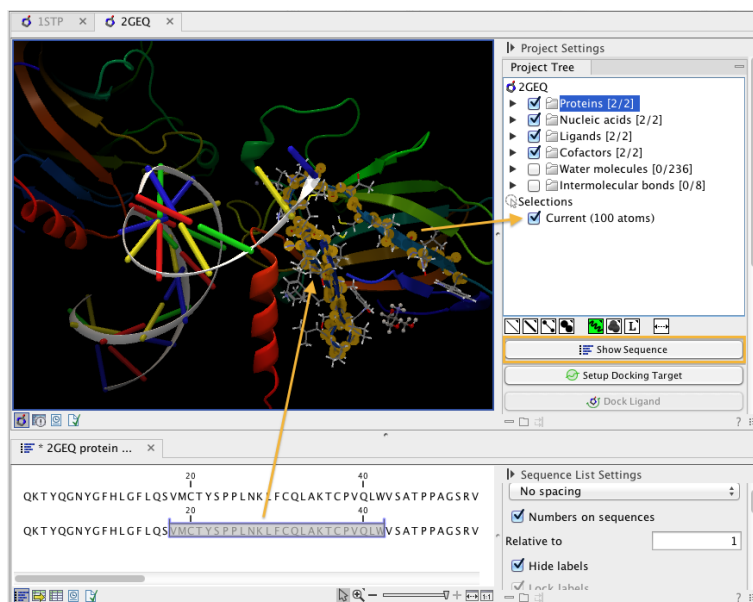 1STP × 2GEQ ×
Project Settings
Project Tree
2GEQ
Proteins [2/2]
Nucleic acids [2/2]
Ligands [2/2]
Cofactors [2/2]
Water molecules [0/236]
Intermolecular bonds [0/8]
Selections
Current (100 atoms)
L
Show Sequence
Setup Docking Target
Dock Ligand
?
* 2GEQ protein ... ×
20 40
QKTYQGNYGFHLGFLQSVMCTYSPPLNKLFCQLAKTCPVQLWVSATPPAGSRV
20 40
QKTYQGNYGFHLGFLQSVMCTYSPPLNKLFCQLAKTCPVQLWVSATPPAGSRV
Sequence List Settings
No spacing
Numbers on sequences
Relative to 1
Hide labels
Lock labels
1:1
?